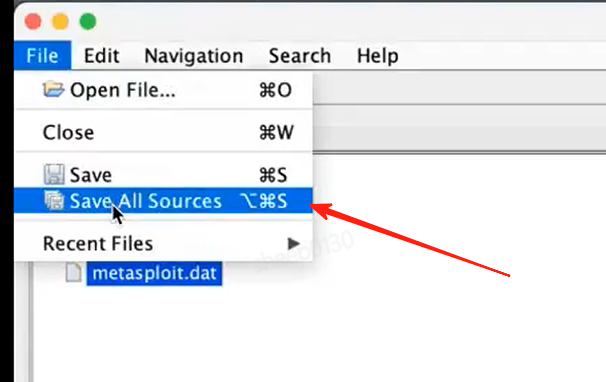 File Edit Navigation Search Help
Open File... ⌘O
Close ⌘W
Save ⌘S
Save All Sources ⌥⌘S
Recent Files ▶
metasploit.dat